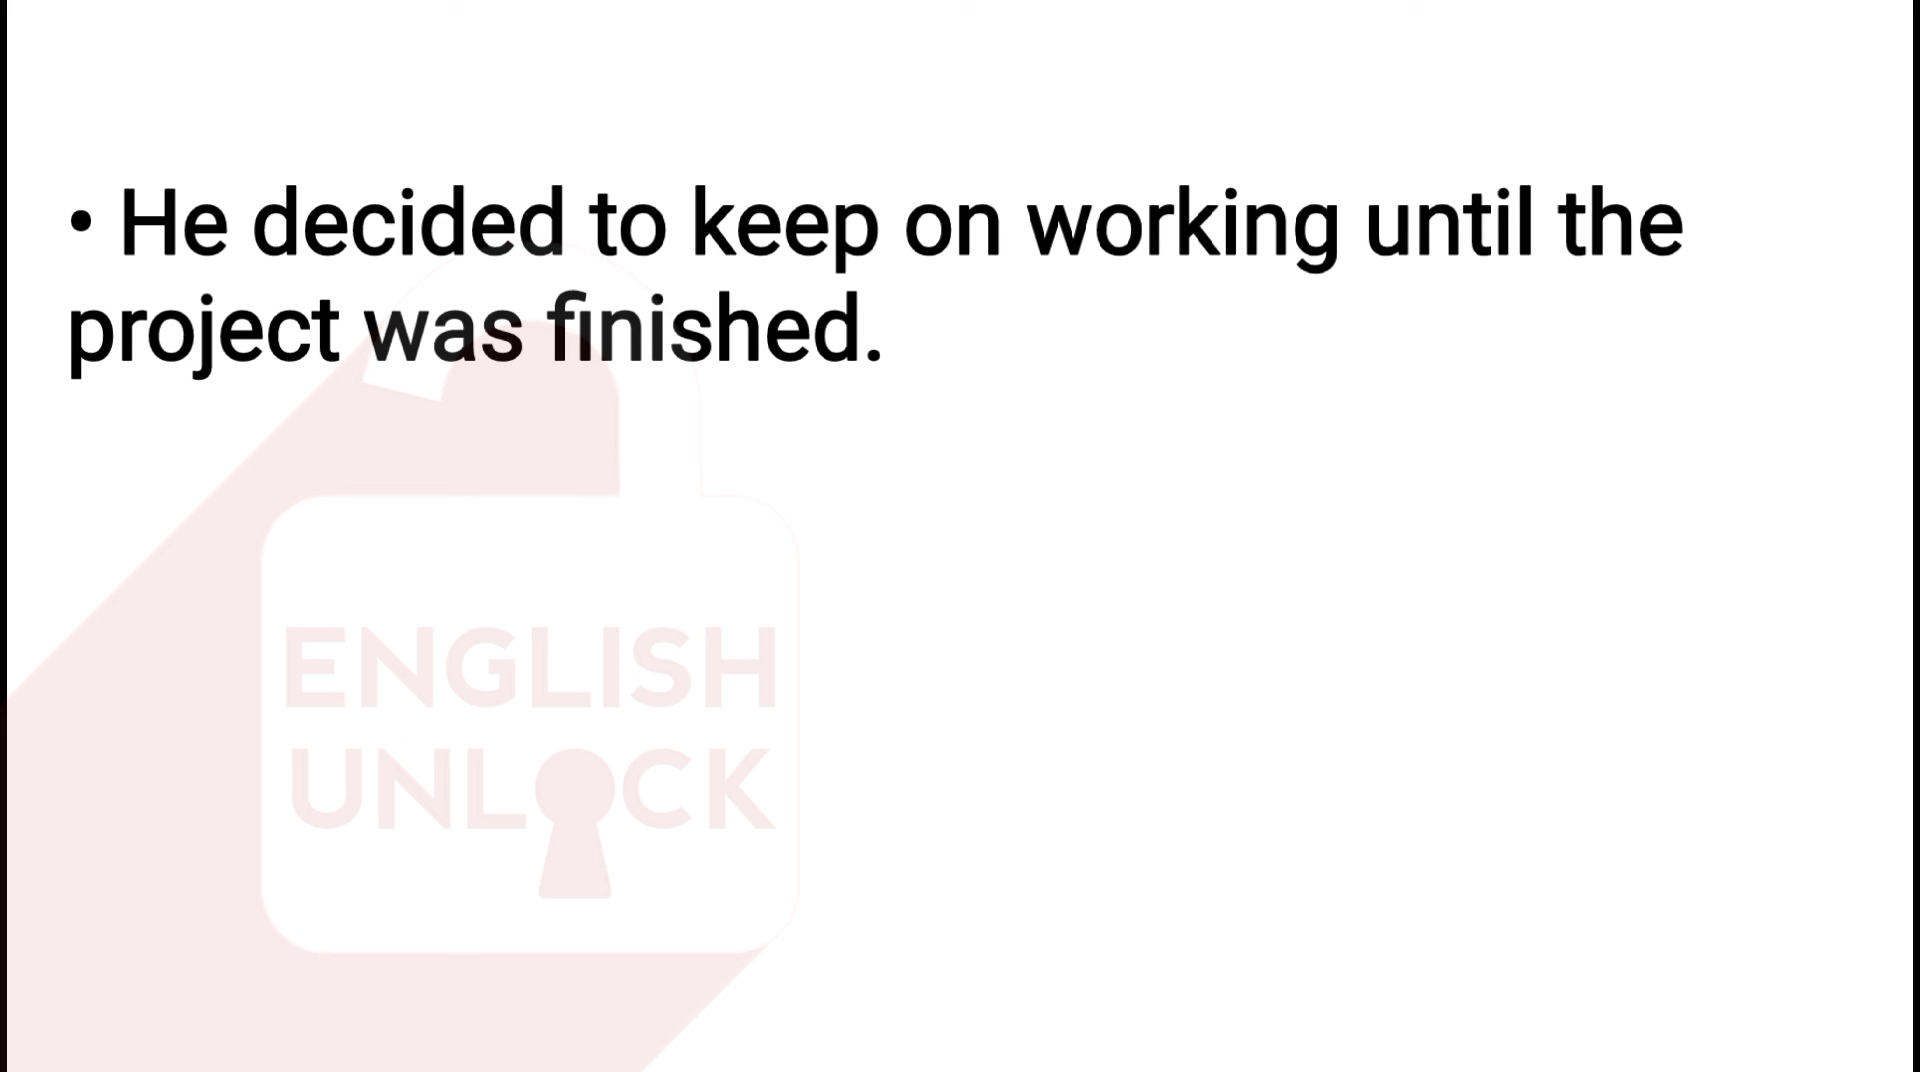 • He decided to keep on working until the
project was finished.
ENGLISH
UNLOCK